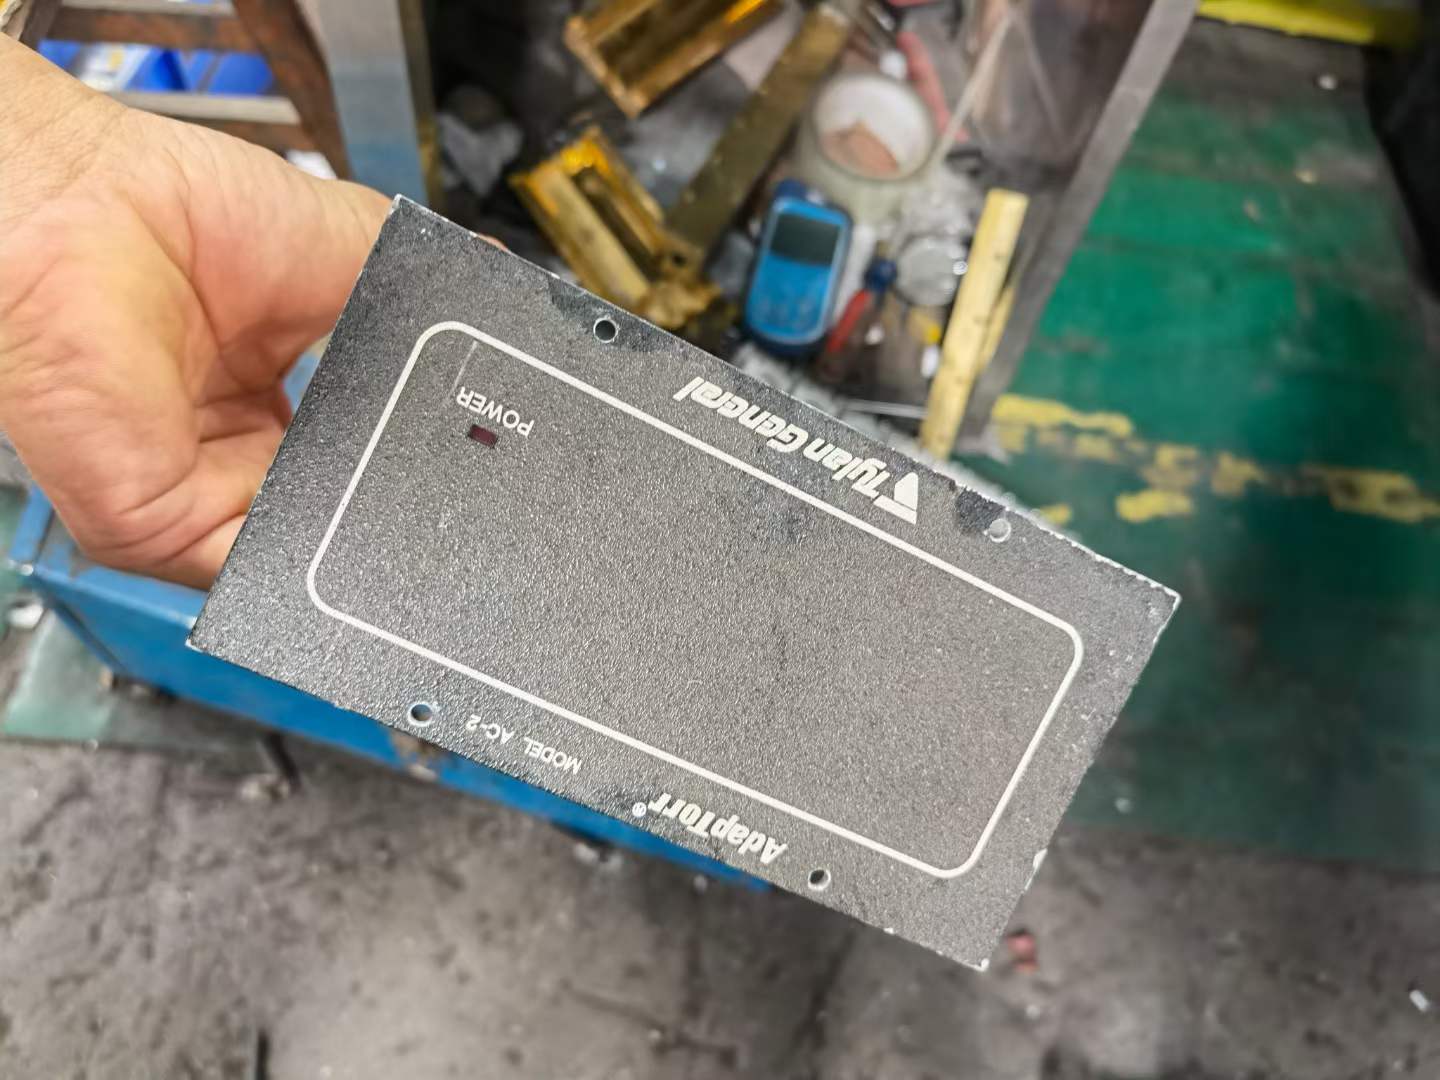 AdapTorr®
MODEL AC-2
Tylan General
POWER